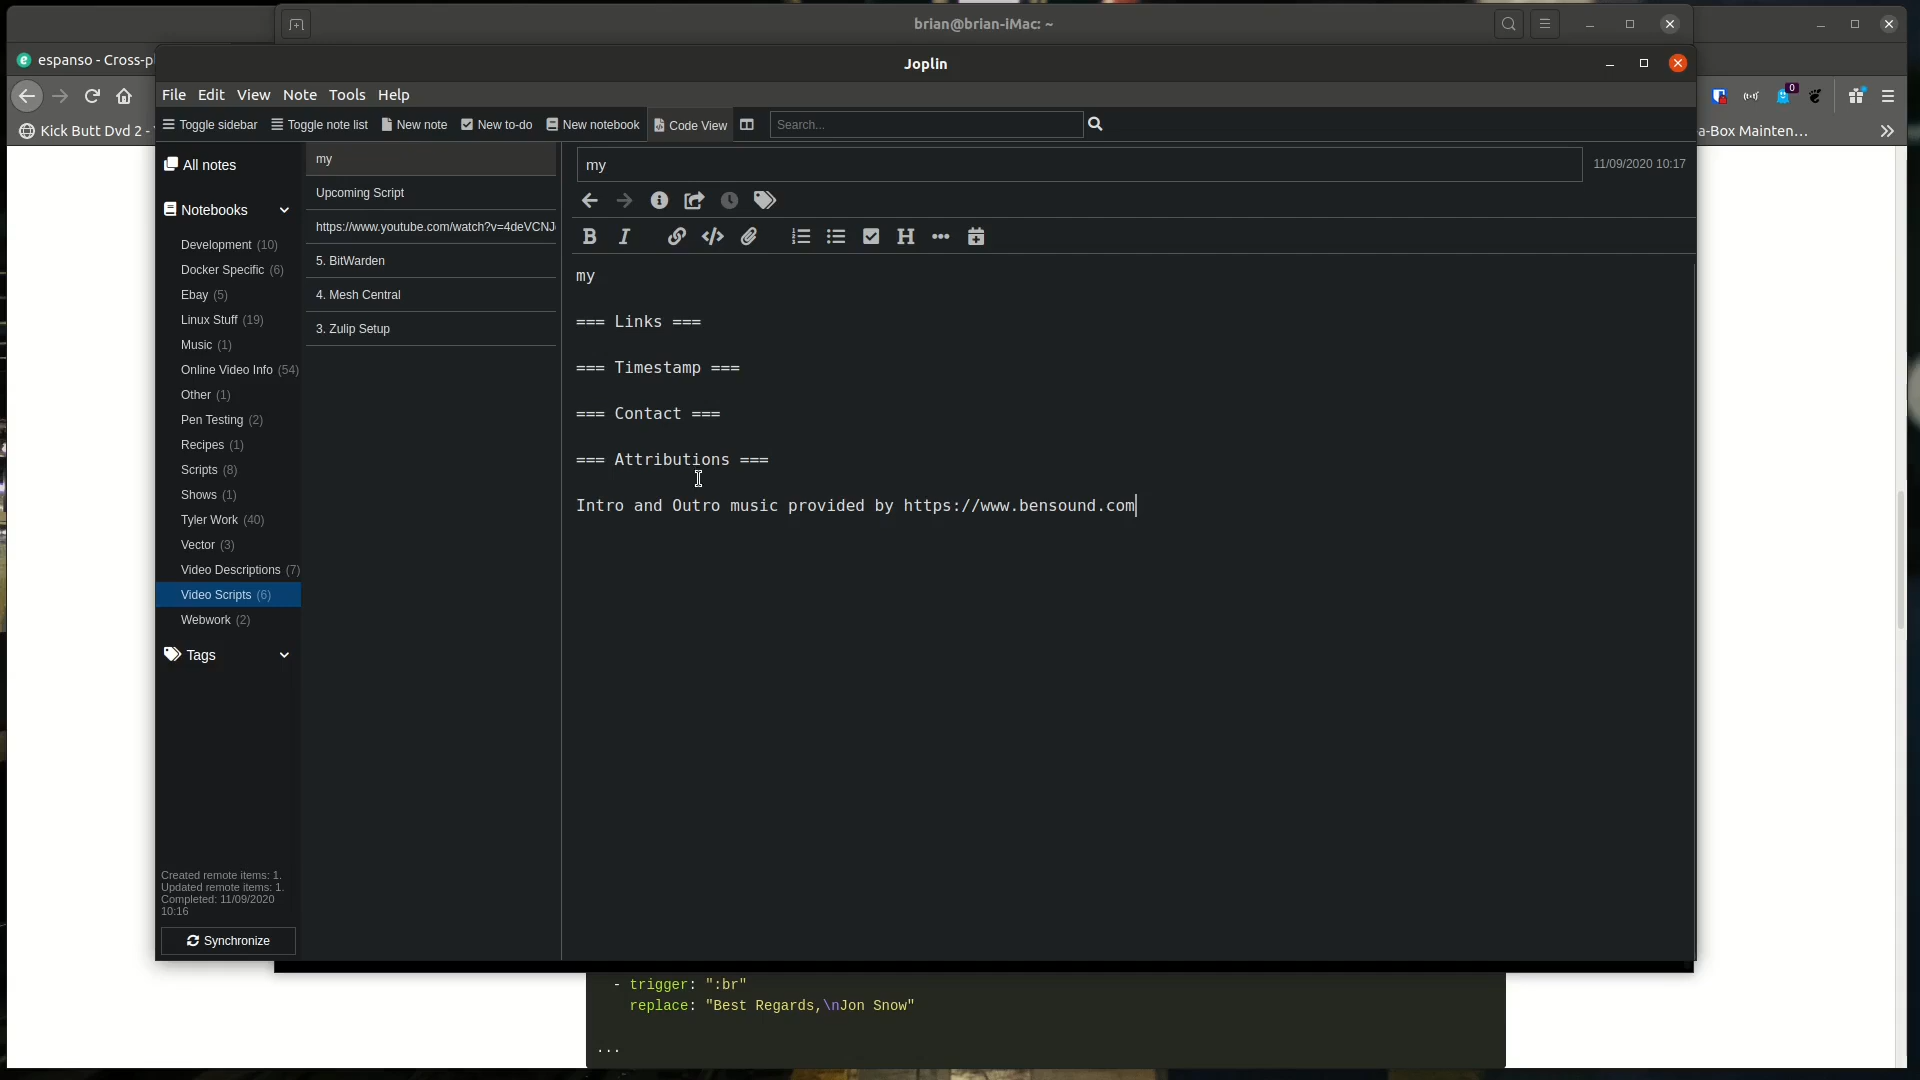 brian@brian-iMac: ~
espanso - Cross-pl
Joplin
File Edit View Note Tools Help
0
Kick Butt Dvd 2 -
a-Box Mainten…
Toggle sidebar Toggle note list New note New to-do New notebook Code View Search...
All notes
Notebooks
Development (10)
Docker Specific (6)
Ebay (5)
Linux Stuff (19)
Music (1)
Online Video Info (54)
Other (1)
Pen Testing (2)
Recipes (1)
Scripts (8)
Shows (1)
Tyler Work (40)
Vector (3)
Video Descriptions (7)
Video Scripts (6)
Webwork (2)
Tags
Created remote items: 1.
Updated remote items: 1.
Completed: 11/09/2020
10:16
Synchronize
my
Upcoming Script
https://www.youtube.com/watch?v=4deVCNJ
5. BitWarden
4. Mesh Central
3. Zulip Setup
my
11/09/2020 10:17
B I H
my
=== Links ===
=== Timestamp ===
=== Contact ===
=== Attributions ===
Intro and Outro music provided by https://www.bensound.com
- trigger: ":br"
replace: "Best Regards,\nJon Snow"
...